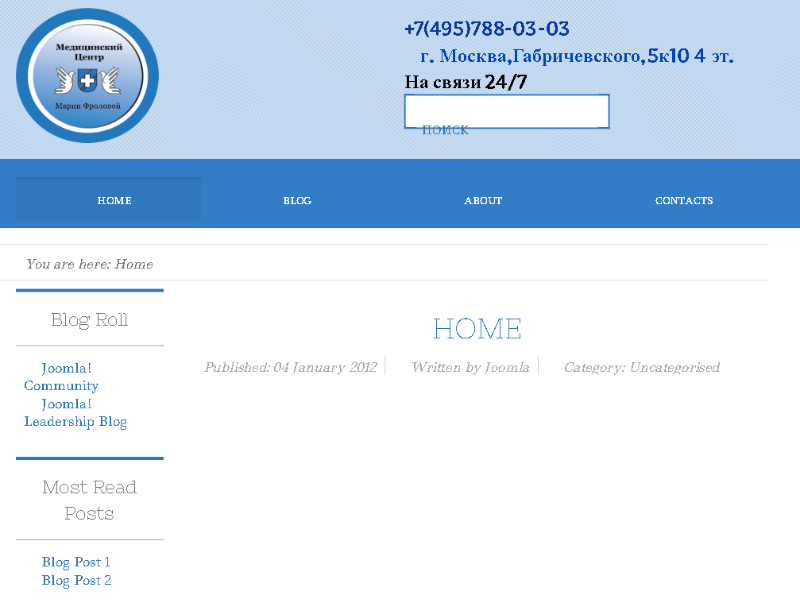 Медицинский
Центр
Марии Фроловой
+7(495)788-03-03
г. Москва,Габричевского,5к10 4 эт.
На связи 24/7
ПОИСК
HOME
BLOG
ABOUT
CONTACTS
You are here: Home
Blog Roll
Joomla!
Community
Joomla!
Leadership Blog
Most Read
Posts
Blog Post 1
Blog Post 2
HOME
Published: 04 January 2012
Written by Joomla
Category: Uncategorised